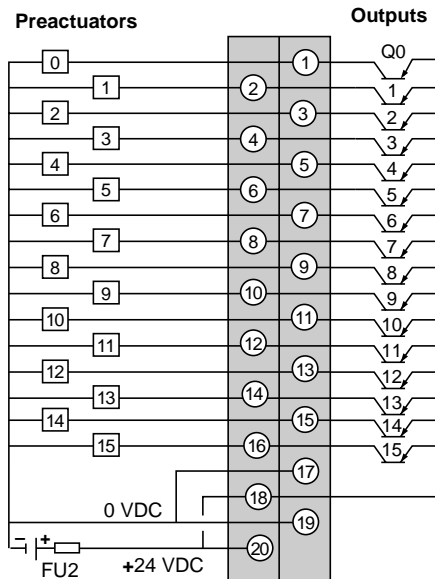 Preactuators Outputs
0 1 Q0
1 2 1
2 3 2
3 4 3
4 5 4
5 6 5
6 7 6
7 8 7
8 9 8
9 10 9
10 11 10
11 12 11
12 13 12
13 14 13
14 15 14
15 16 15
17
18
0 VDC 19
- + 20
FU2 +24 VDC